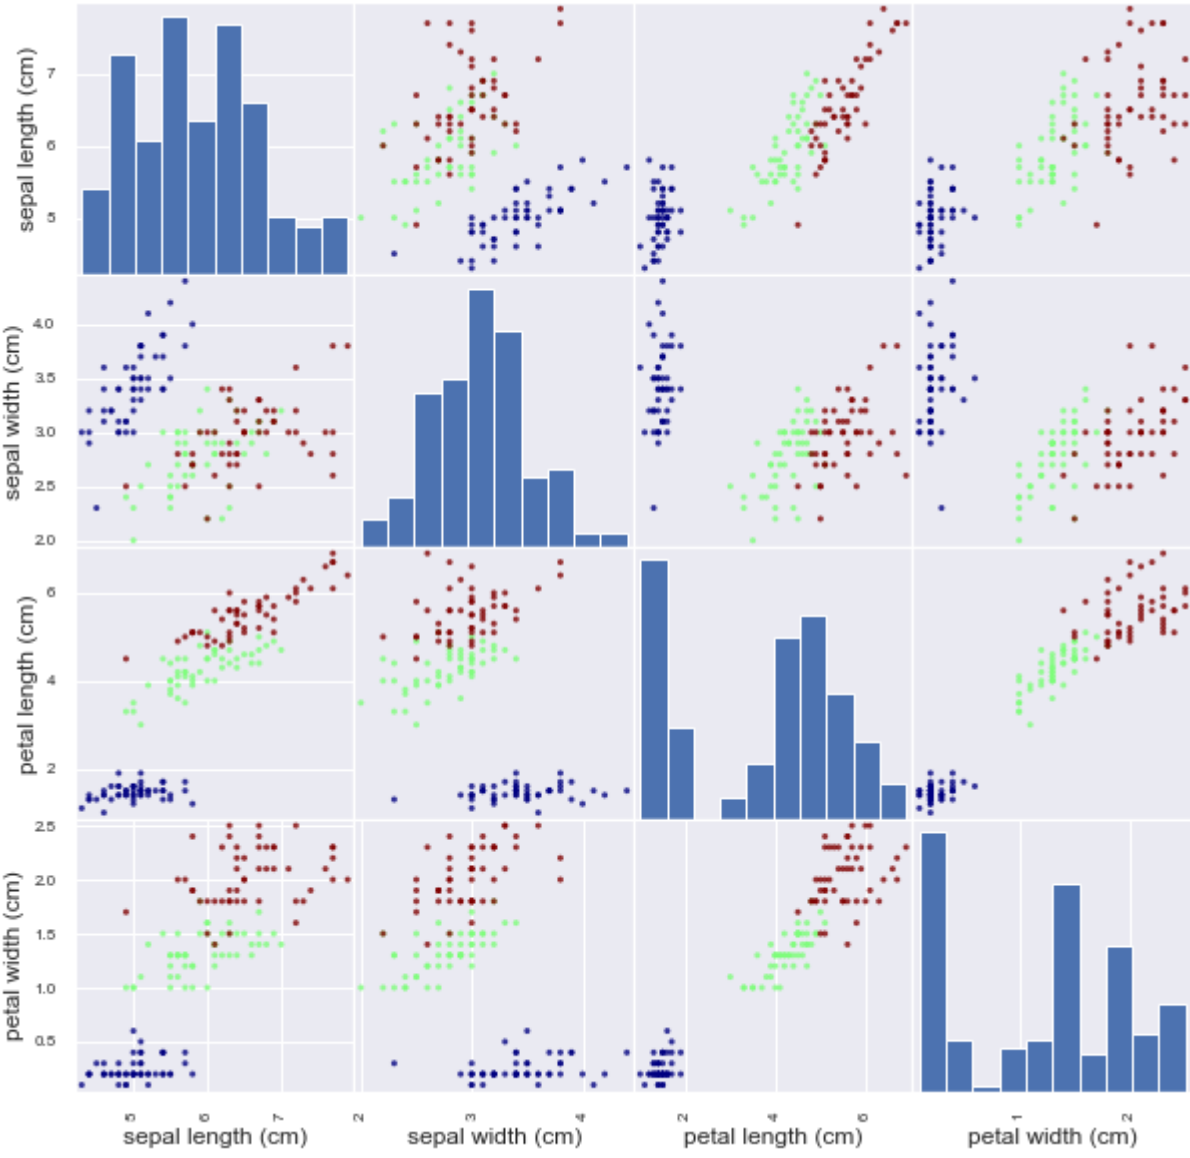 sepal length (cm)
7
6
5
sepal width (cm)
4.0
3.5
3.0
2.5
2.0
petal length (cm)
6
4
2
petal width (cm)
2.5
2.0
1.5
1.0
0.5
5 6 7 2 3 4 2 4 6 1 2
sepal length (cm) sepal width (cm) petal length (cm) petal width (cm)